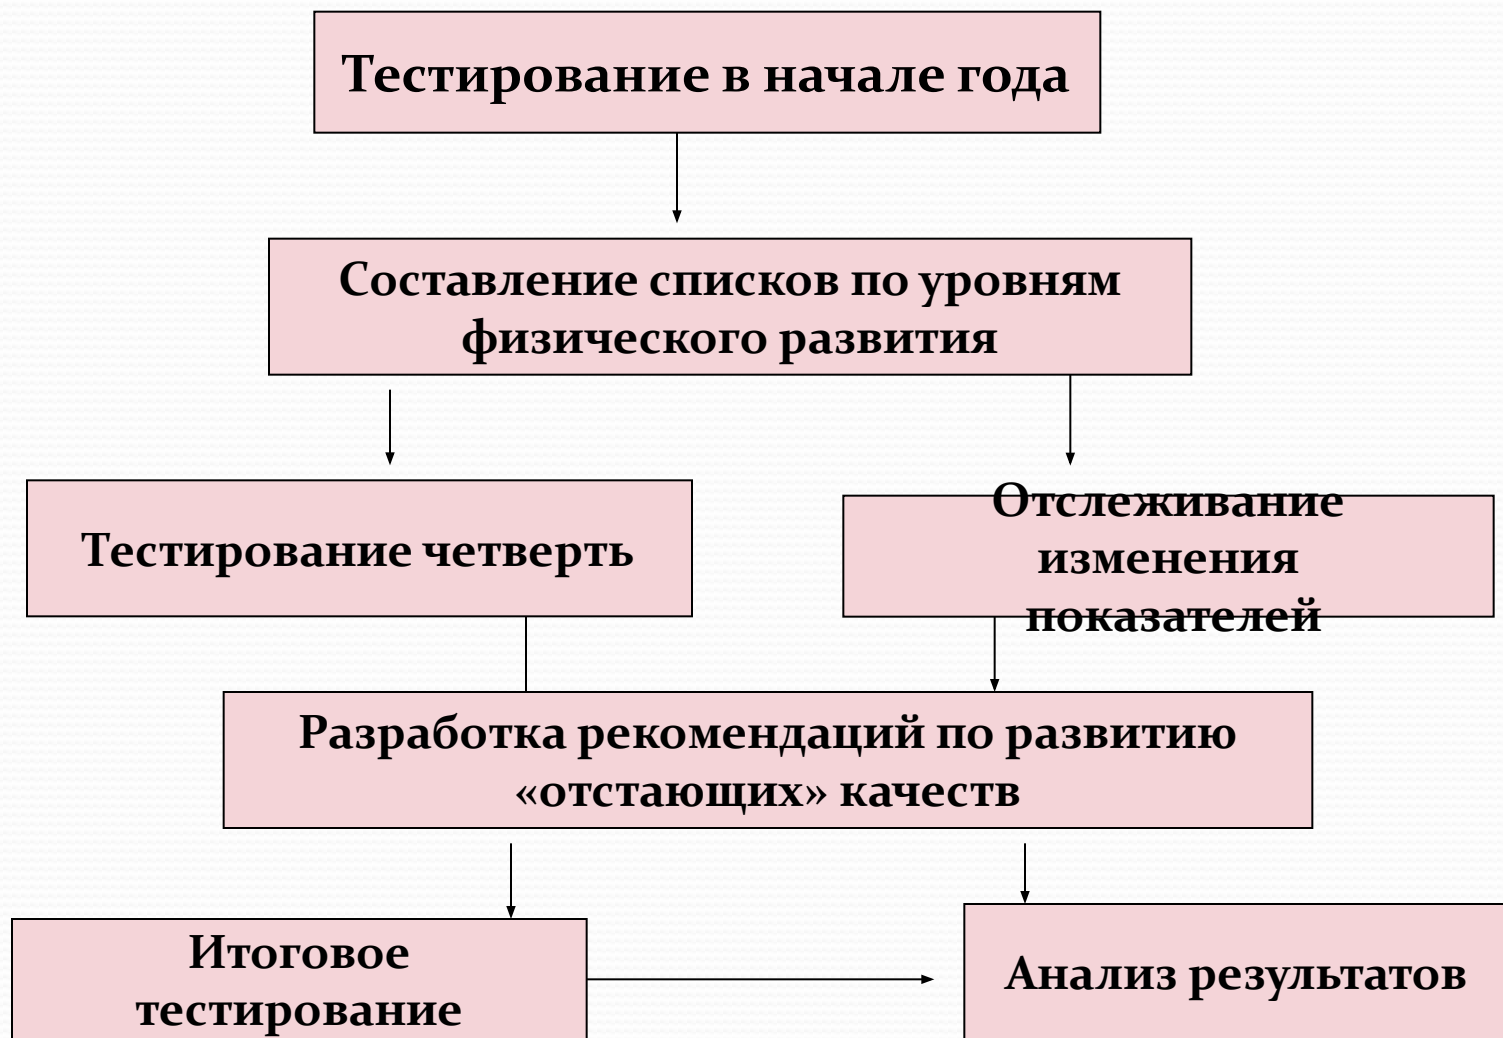 Тестирование в начале года
Составление списков по уровням
физического развития
Тестирование четверть
Отслеживание
изменения
показателей
Разработка рекомендаций по развитию
«отстающих» качеств
Итоговое
тестирование
Анализ результатов